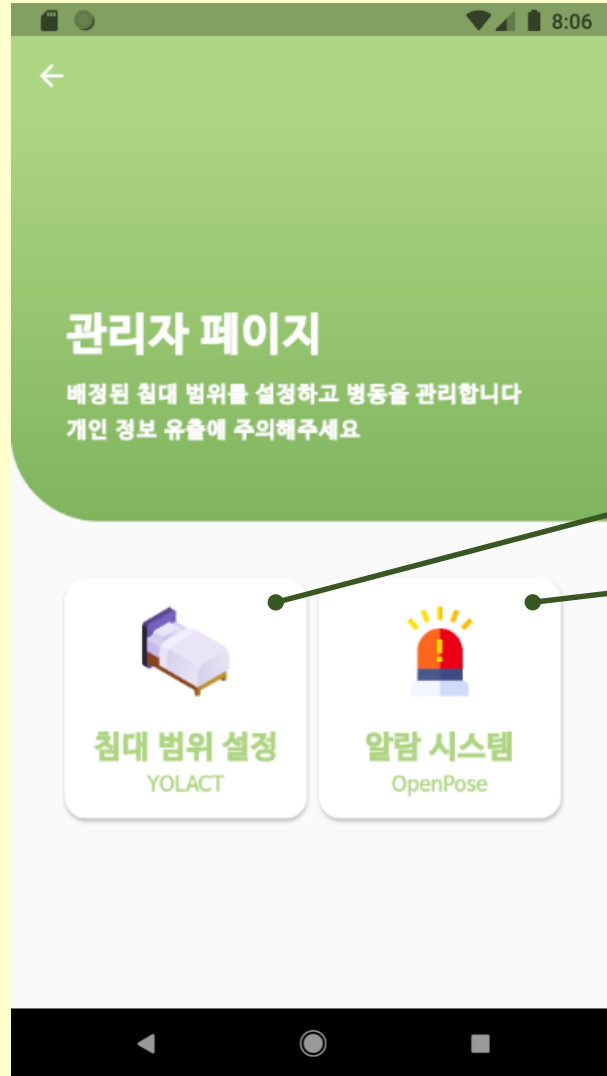 8:06
관리자 페이지
배정된 침대 범위를 설정하고 병동을 관리합니다
개인 정보 유출에 주의해주세요
침대 범위 설정
YOLACT
알람 시스템
OpenPose